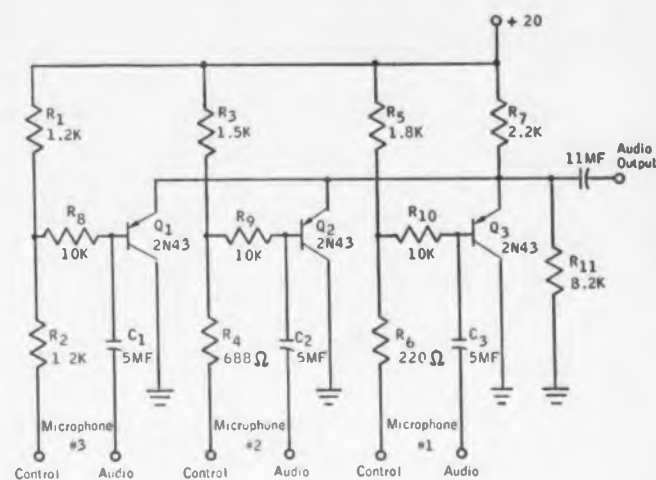 + 20
R1
1.2K
R3
1.5K
R5
1.8K
R7
2.2K
11MF
Audio
Output
R8
10K
Q1
2N43
R9
10K
Q2
2N43
R10
10K
Q3
2N43
R11
8.2K
R2
1 2K
C1
5MF
R4
688Ω
C2
5MF
R6
220Ω
C3
5MF
Microphone
#3
Microphone
#2
Microphone
#1
Control
Audio
Control
Audio
Control
Audio